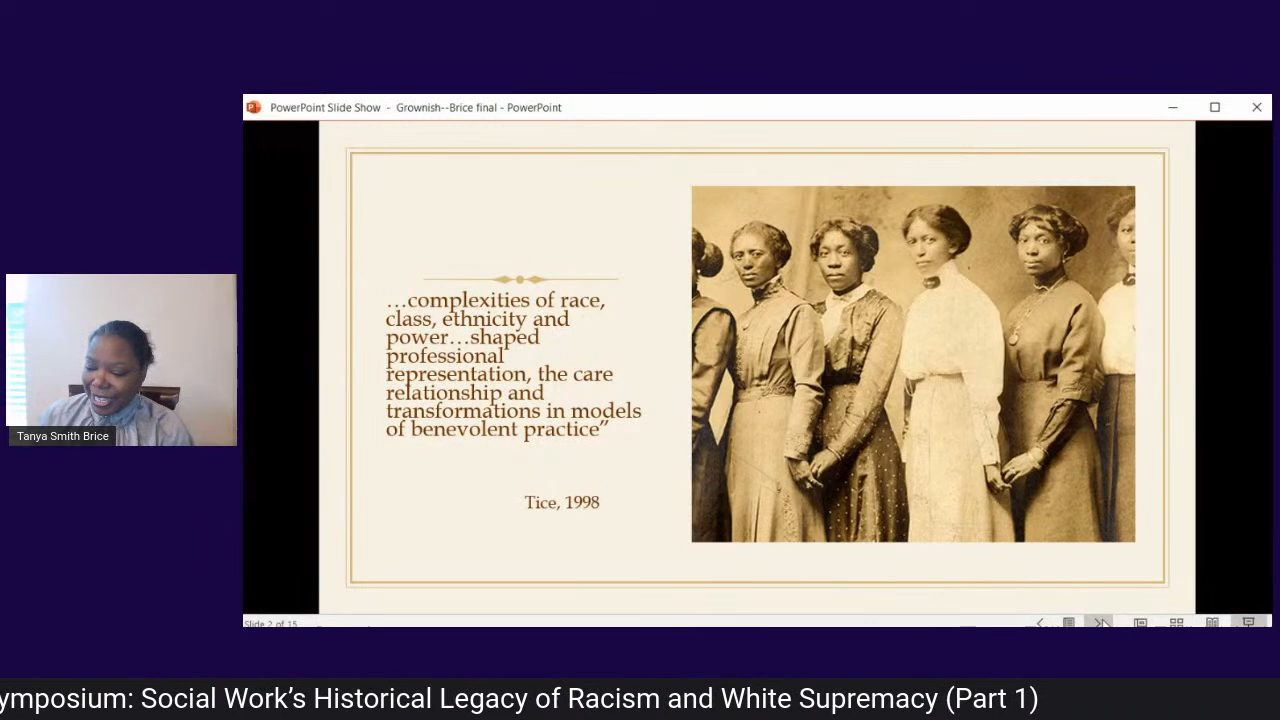 PowerPoint Slide Show - Grownish--Brice final - PowerPoint
…complexities of race,
class, ethnicity and
power…shaped
professional
representation, the care
relationship and
transformations in models
of benevolent practice”
Tice, 1998
Tanya Smith Brice
Slide 2 of 15
ymposium: Social Work’s Historical Legacy of Racism and White Supremacy (Part 1)